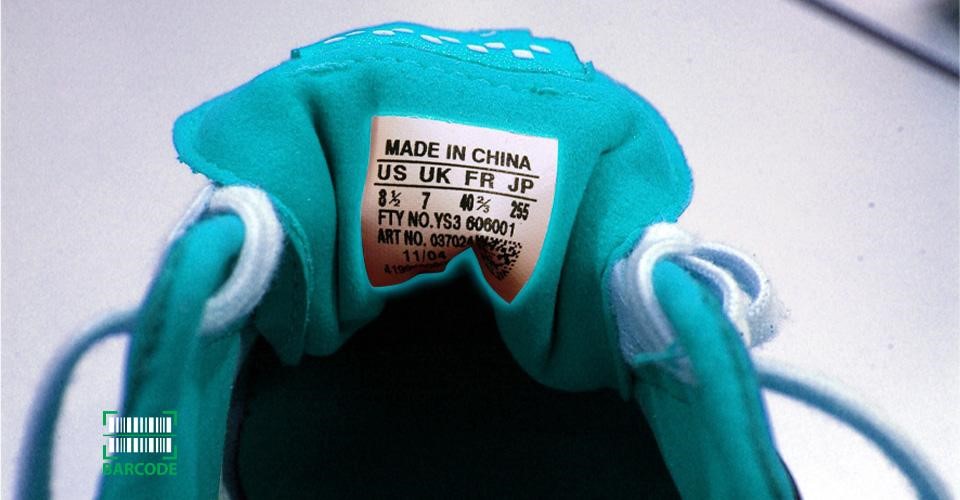 MADE IN CHINA
US UK FR JP
8½ 7 40⅔ 255
FTY NO.YS3 606001
ART NO. 037024
11/04
BARCODE